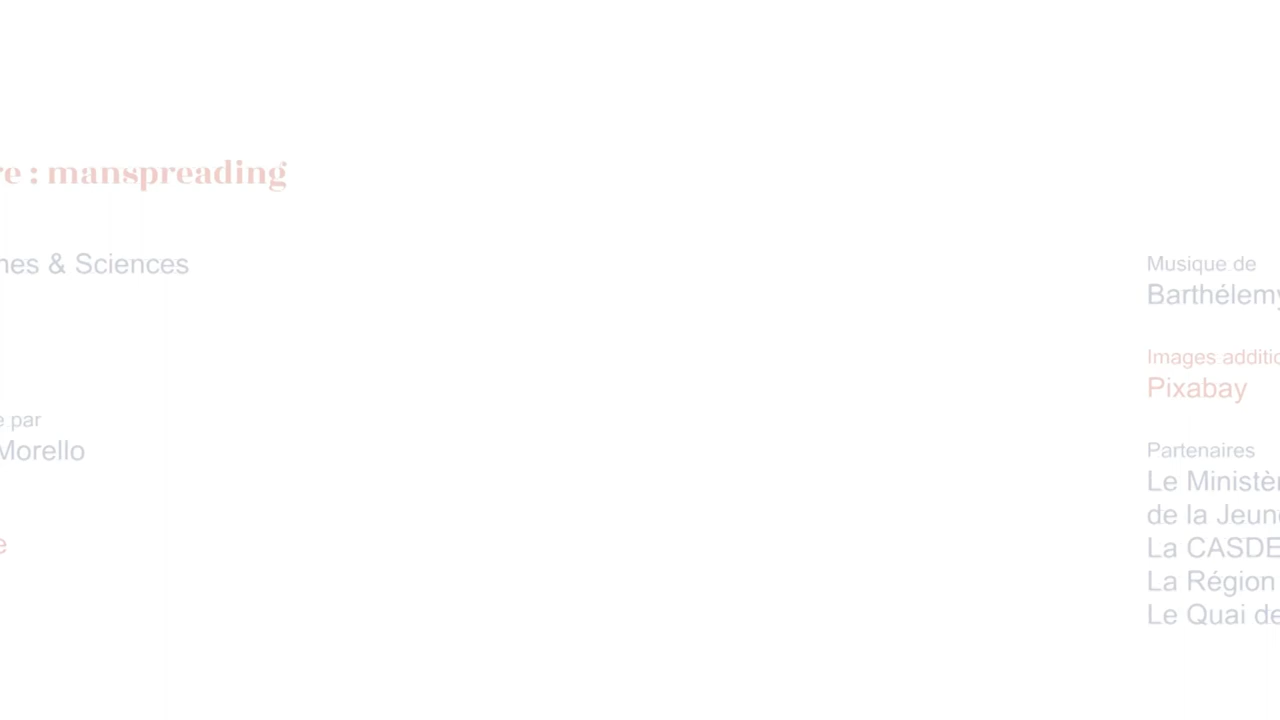 re : manspreading
nes & Sciences
e par
Morello
e
Musique de
Barthélemy
Images additio
Pixabay
Partenaires
Le Ministèr
de la Jeun
La CASDE
La Région
Le Quai de